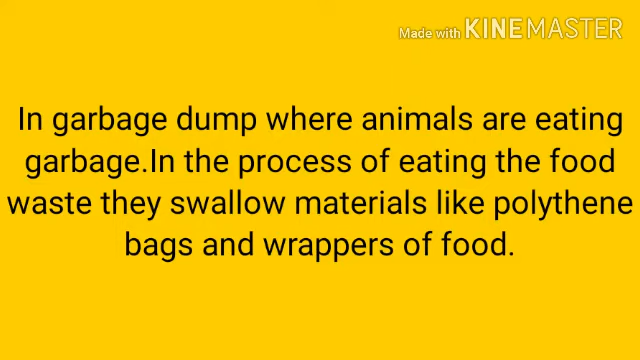 Made with KINEMASTER
In garbage dump where animals are eating
garbage.In the process of eating the food
waste they swallow materials like polythene
bags and wrappers of food.